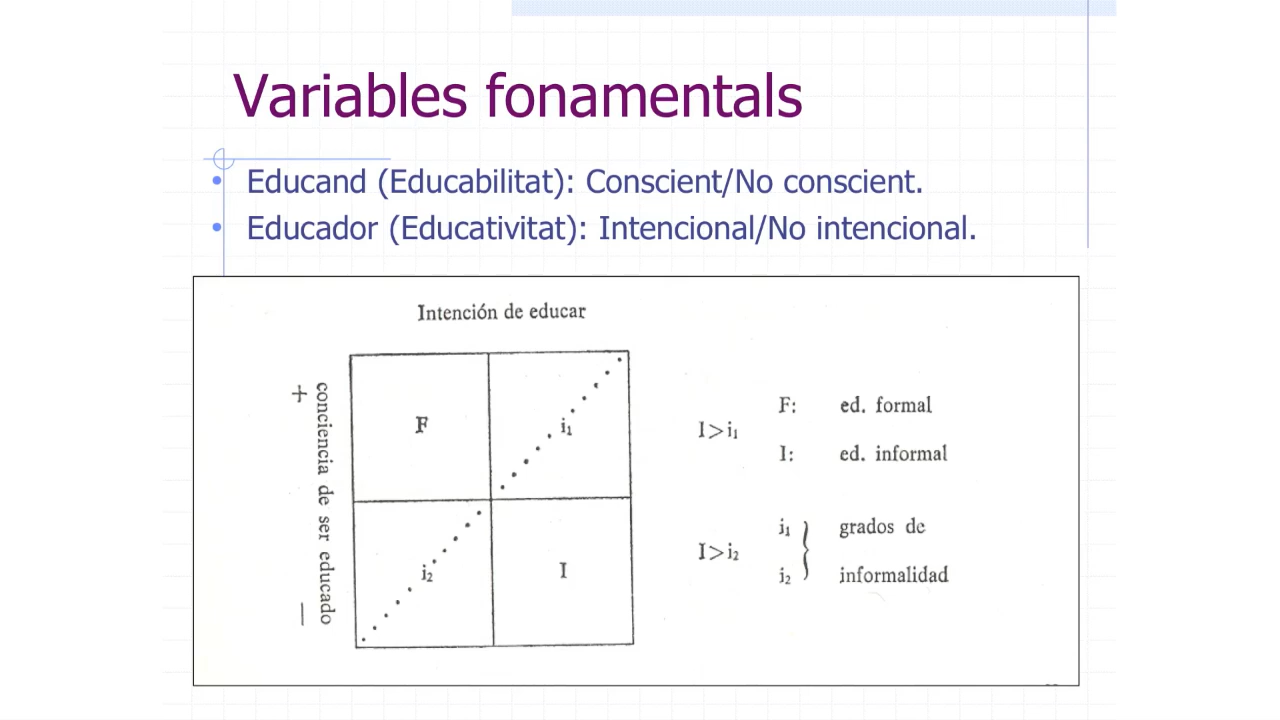 Variables fonamentals
• Educand (Educabilitat): Conscient/No conscient.
• Educador (Educativitat): Intencional/No intencional.
Intención de educar
+ conciencia de ser educado —
F
i₁
i₂
I
I>i₁
F: ed. formal
I: ed. informal
I>i₂
i₁ } grados de
i₂ } informalidad